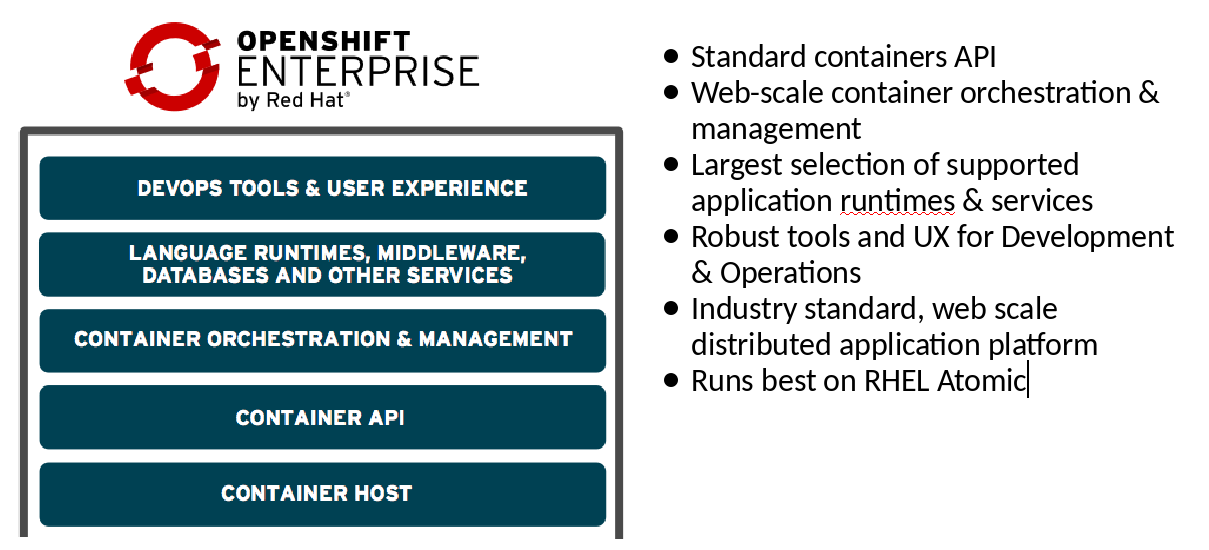 OPENSHIFT
ENTERPRISE
by Red Hat®
DEVOPS TOOLS & USER EXPERIENCE
LANGUAGE RUNTIMES, MIDDLEWARE,
DATABASES AND OTHER SERVICES
CONTAINER ORCHESTRATION & MANAGEMENT
CONTAINER API
CONTAINER HOST
● Standard containers API
● Web-scale container orchestration &
management
● Largest selection of supported
application runtimes & services
● Robust tools and UX for Development
& Operations
● Industry standard, web scale
distributed application platform
● Runs best on RHEL Atomic